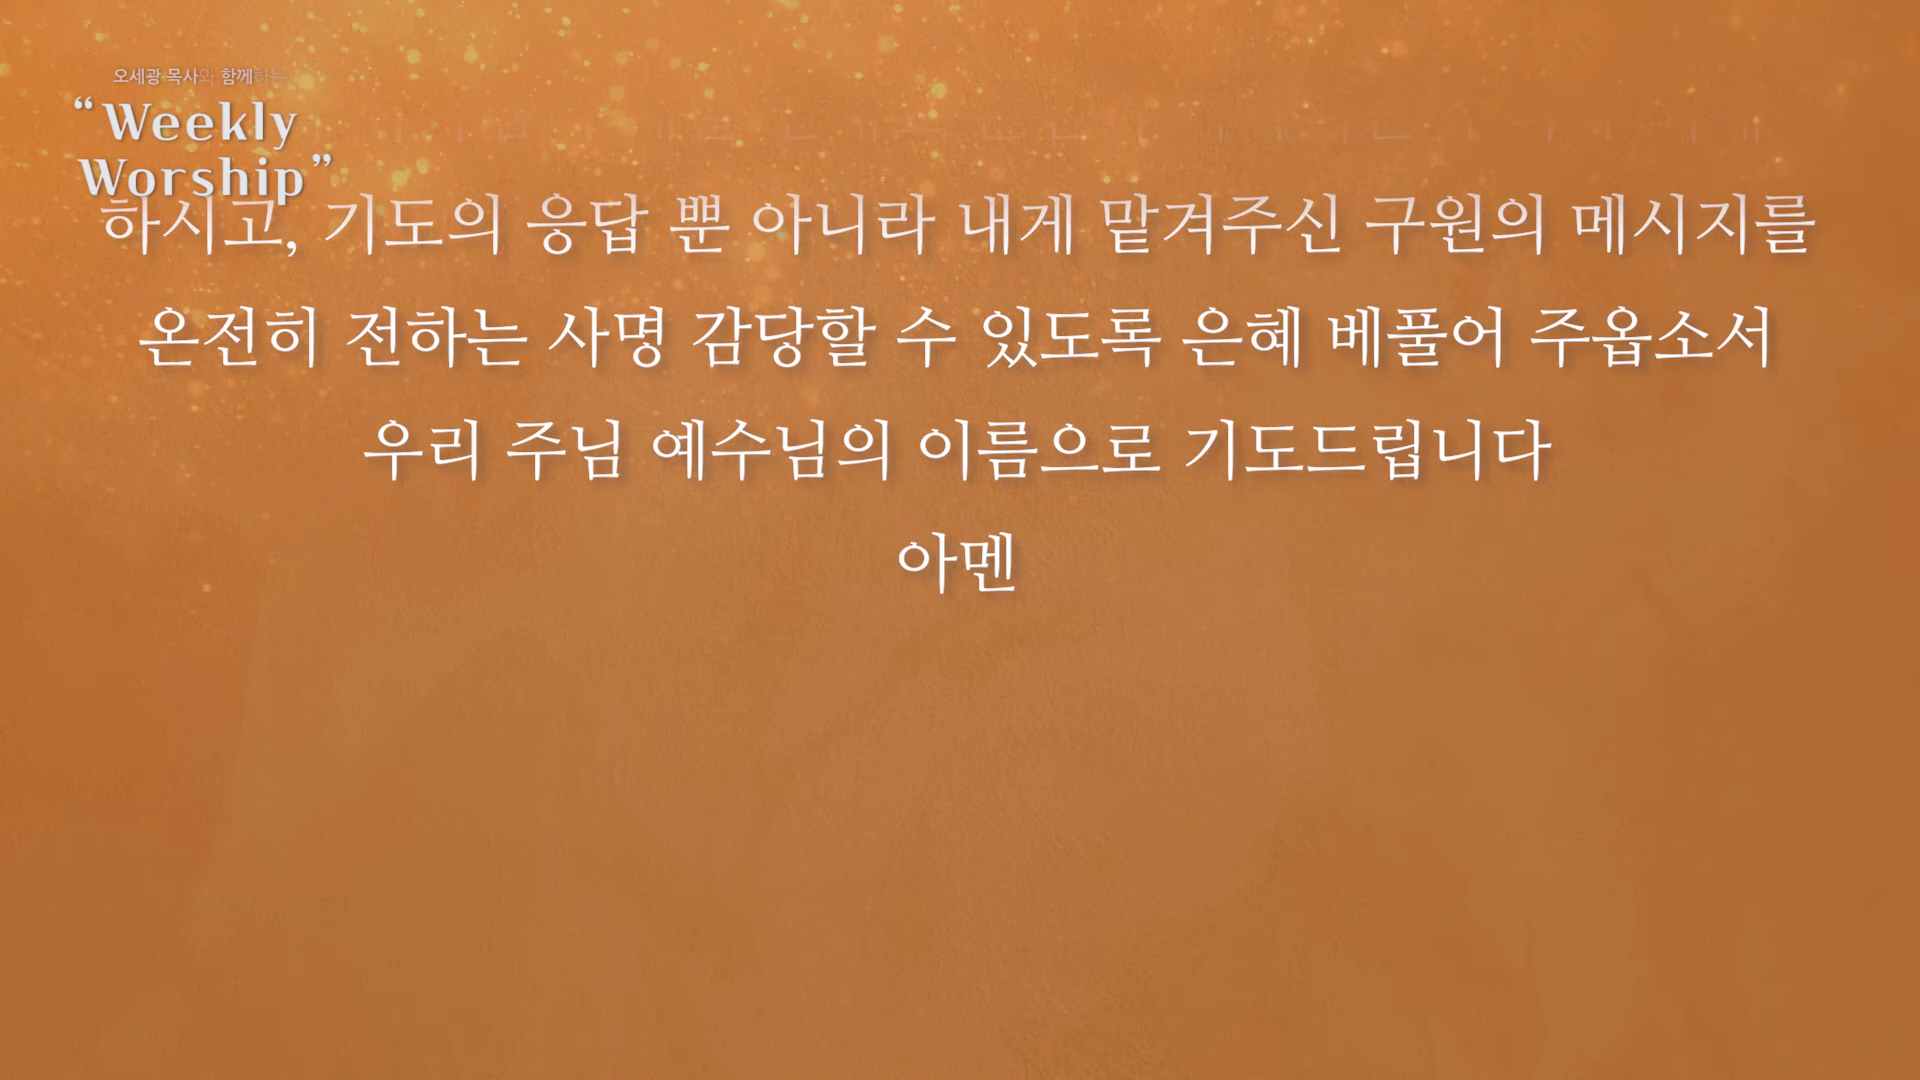 오세광 목사와 함께하는
“Weekly
Worship”
하시고, 기도의 응답 뿐 아니라 내게 맡겨주신 구원의 메시지를
온전히 전하는 사명 감당할 수 있도록 은혜 베풀어 주옵소서
우리 주님 예수님의 이름으로 기도드립니다
아멘